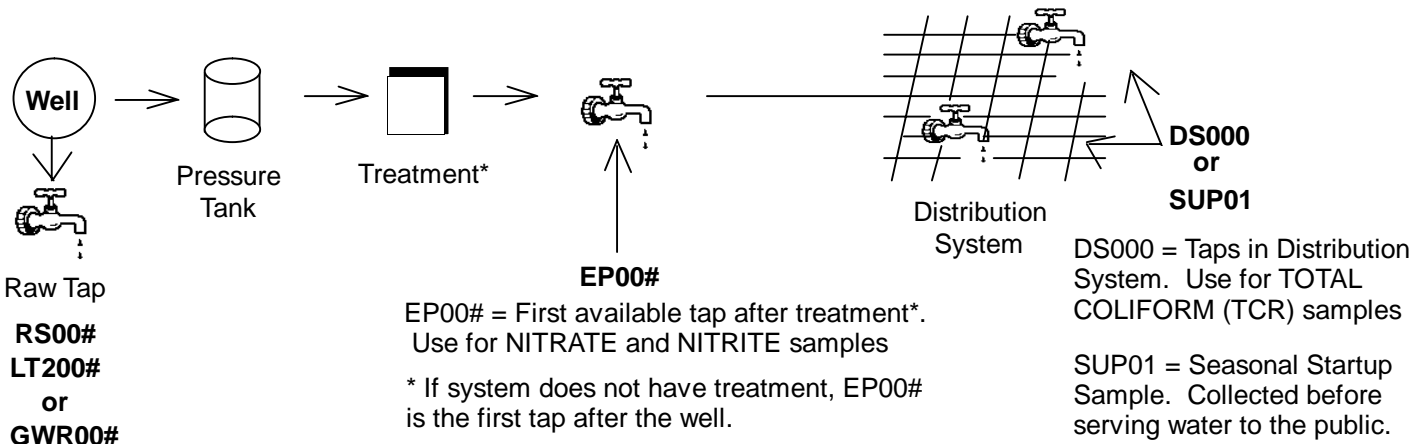 Well
Pressure
Tank
Treatment*
Raw Tap
RS00#
LT200#
or
GWR00#
EP00#
EP00# = First available tap after treatment*.
Use for NITRATE and NITRITE samples
* If system does not have treatment, EP00#
is the first tap after the well.
Distribution
System
DS000
or
SUP01
DS000 = Taps in Distribution
System. Use for TOTAL
COLIFORM (TCR) samples
SUP01 = Seasonal Startup
Sample. Collected before
serving water to the public.